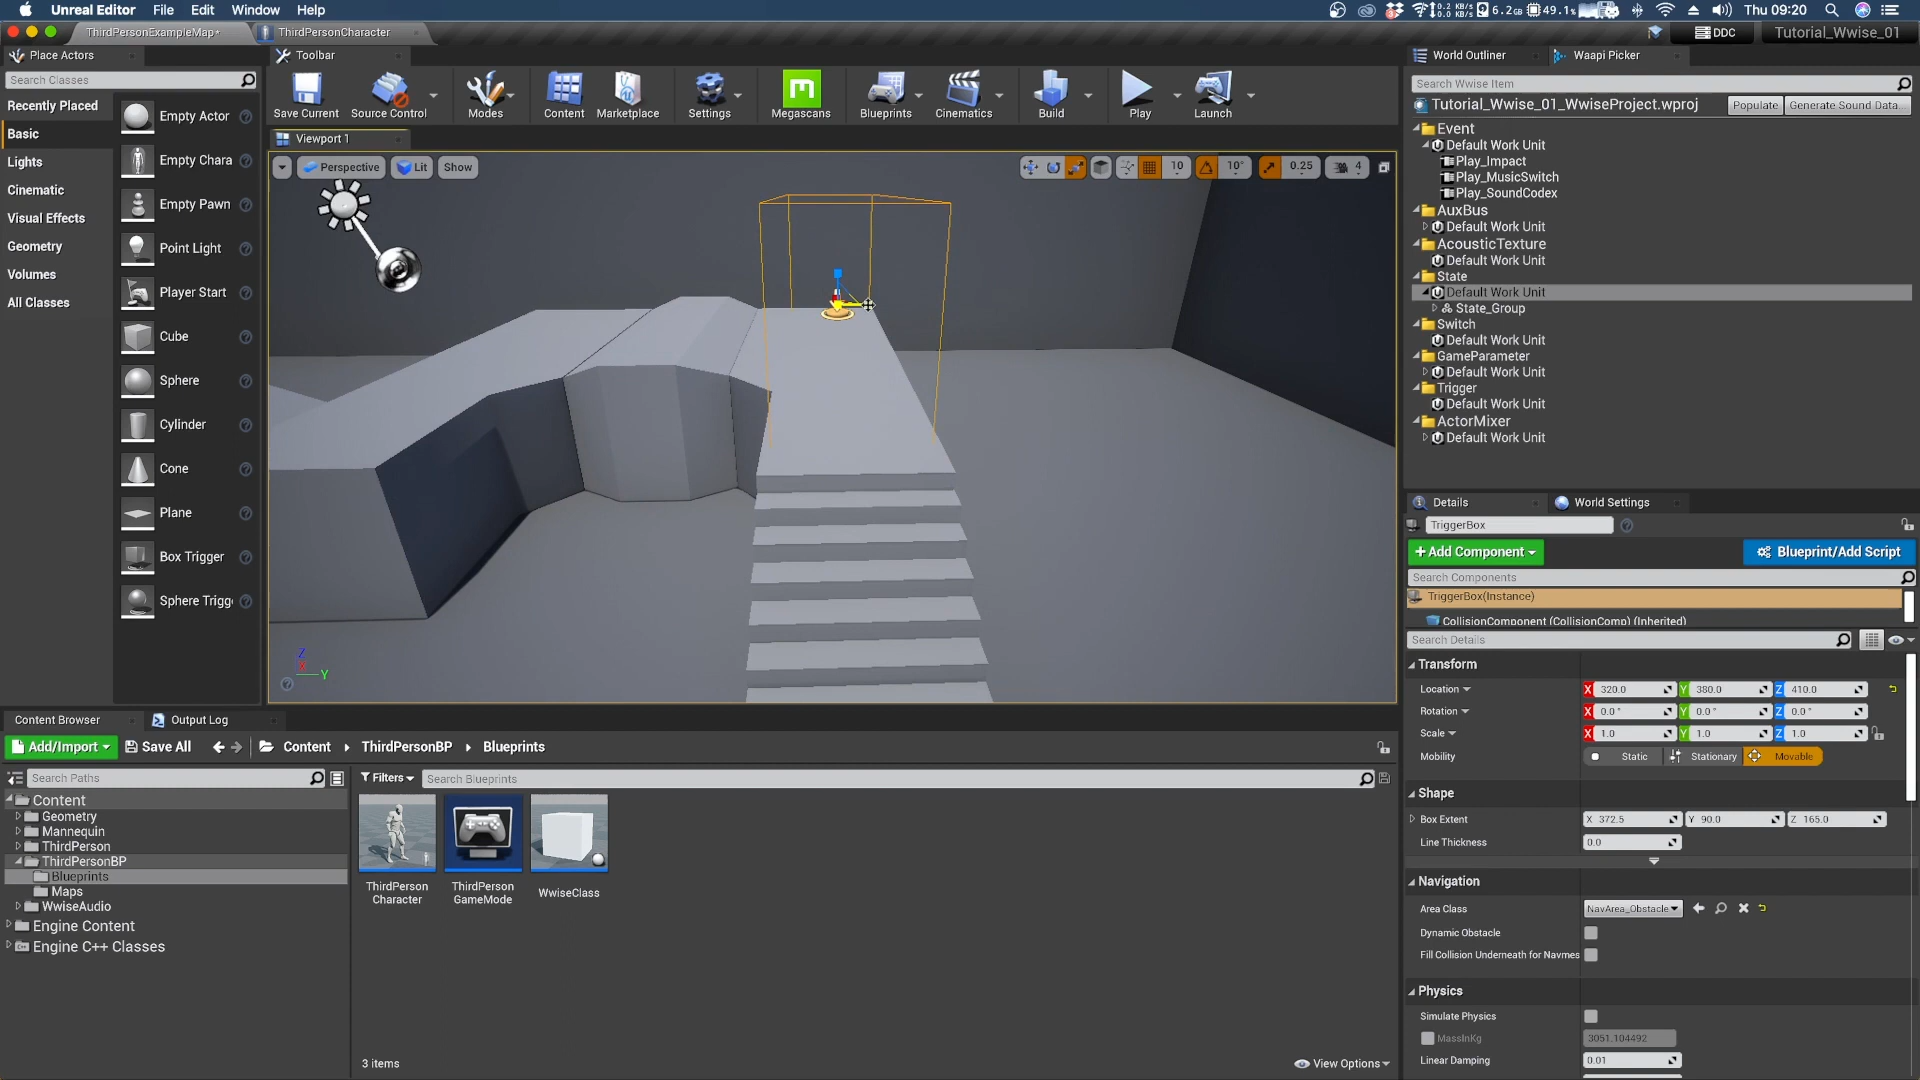 Unreal Editor File Edit Window Help
0.2 KB/s
0.0 KB/s
6.2GB 49.1% Thu 09:20
ThirdPersonExampleMap* ThirdPersonCharacter
DDC Tutorial_Wwise_01
Place Actors
Search Classes
Recently Placed
Basic
Lights
Cinematic
Visual Effects
Geometry
Volumes
All Classes
Empty Actor
Empty Chara
Empty Pawn
Point Light
Player Start
Cube
Sphere
Cylinder
Cone
Plane
Box Trigger
Sphere Trigg
Toolbar
Save Current Source Control Modes Content Marketplace Settings Megascans Blueprints Cinematics Build Play Launch
Viewport 1
Perspective Lit Show
10 10° 0.25 4
Z
X
Y
World Outliner Waapi Picker
Search Wwise Item
Tutorial_Wwise_01_WwiseProject.wproj Populate Generate Sound Data...
Event
Default Work Unit
Play_Impact
Play_MusicSwitch
Play_SoundCodex
AuxBus
Default Work Unit
AcousticTexture
Default Work Unit
State
Default Work Unit
State_Group
Switch
Default Work Unit
GameParameter
Default Work Unit
Trigger
Default Work Unit
ActorMixer
Default Work Unit
Details World Settings
TriggerBox
+ Add Component Blueprint/Add Script
Search Components
TriggerBox(Instance)
CollisionComponent (CollisionComp) (Inherited)
Search Details
Transform
Location X 320.0 Y 380.0 Z 410.0
Rotation X 0.0 ° Y 0.0 ° Z 0.0 °
Scale X 1.0 Y 1.0 Z 1.0
Mobility Static Stationary Movable
Shape
Box Extent X 372.5 Y 90.0 Z 165.0
Line Thickness 0.0
Navigation
Area Class NavArea_Obstacle
Dynamic Obstacle
Fill Collision Underneath for Navmes
Physics
Simulate Physics
MassInKg 3051.104492
Linear Damping 0.01
Content Browser Output Log
Add/Import Save All Content ThirdPersonBP Blueprints
Search Paths
Filters Search Blueprints
Content
Geometry
Mannequin
ThirdPerson
ThirdPersonBP
Blueprints
Maps
WwiseAudio
Engine Content
Engine C++ Classes
ThirdPerson
Character
ThirdPerson
GameMode
WwiseClass
3 items
View Options